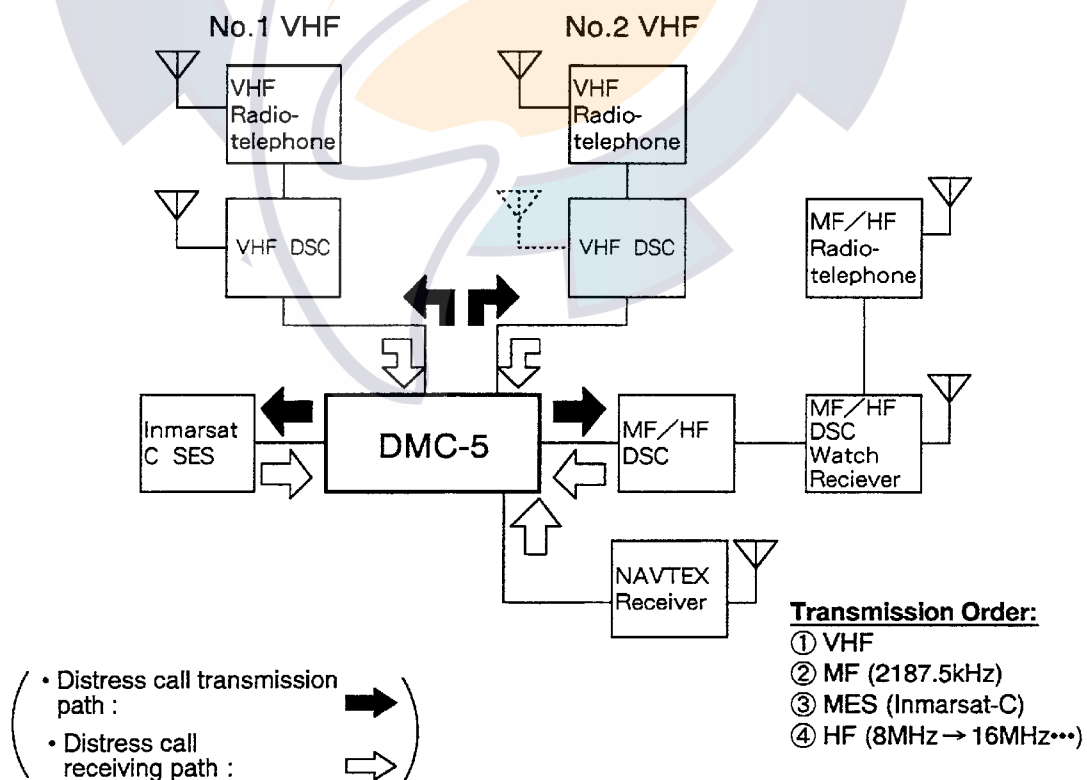 No.1 VHF
No.2 VHF
VHF
Radio-
telephone
VHF
Radio-
telephone
VHF DSC
VHF DSC
MF/HF
Radio-
telephone
Inmarsat
C SES
DMC-5
MF/HF
DSC
MF/HF
DSC
Watch
Reciever
NAVTEX
Receiver
Transmission Order:
① VHF
② MF (2187.5kHz)
③ MES (Inmarsat-C)
④ HF (8MHz→16MHz•••)
• Distress call transmission
path :
• Distress call
receiving path :